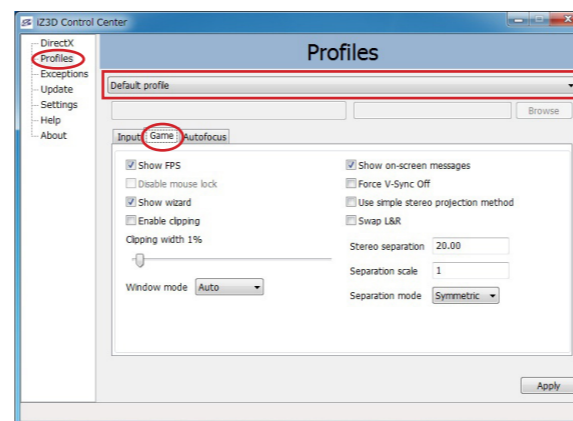 iZ3D Control Center
DirectX
Profiles
Exceptions
Update
Settings
Help
About
Profiles
Default profile
Browse
Input Game Autofocus
Show FPS
Disable mouse lock
Show wizard
Enable clipping
Clipping width 1%
Window mode Auto
Show on-screen messages
Force V-Sync Off
Use simple stereo projection method
Swap L&R
Stereo separation 20.00
Separation scale 1
Separation mode Symmetric
Apply